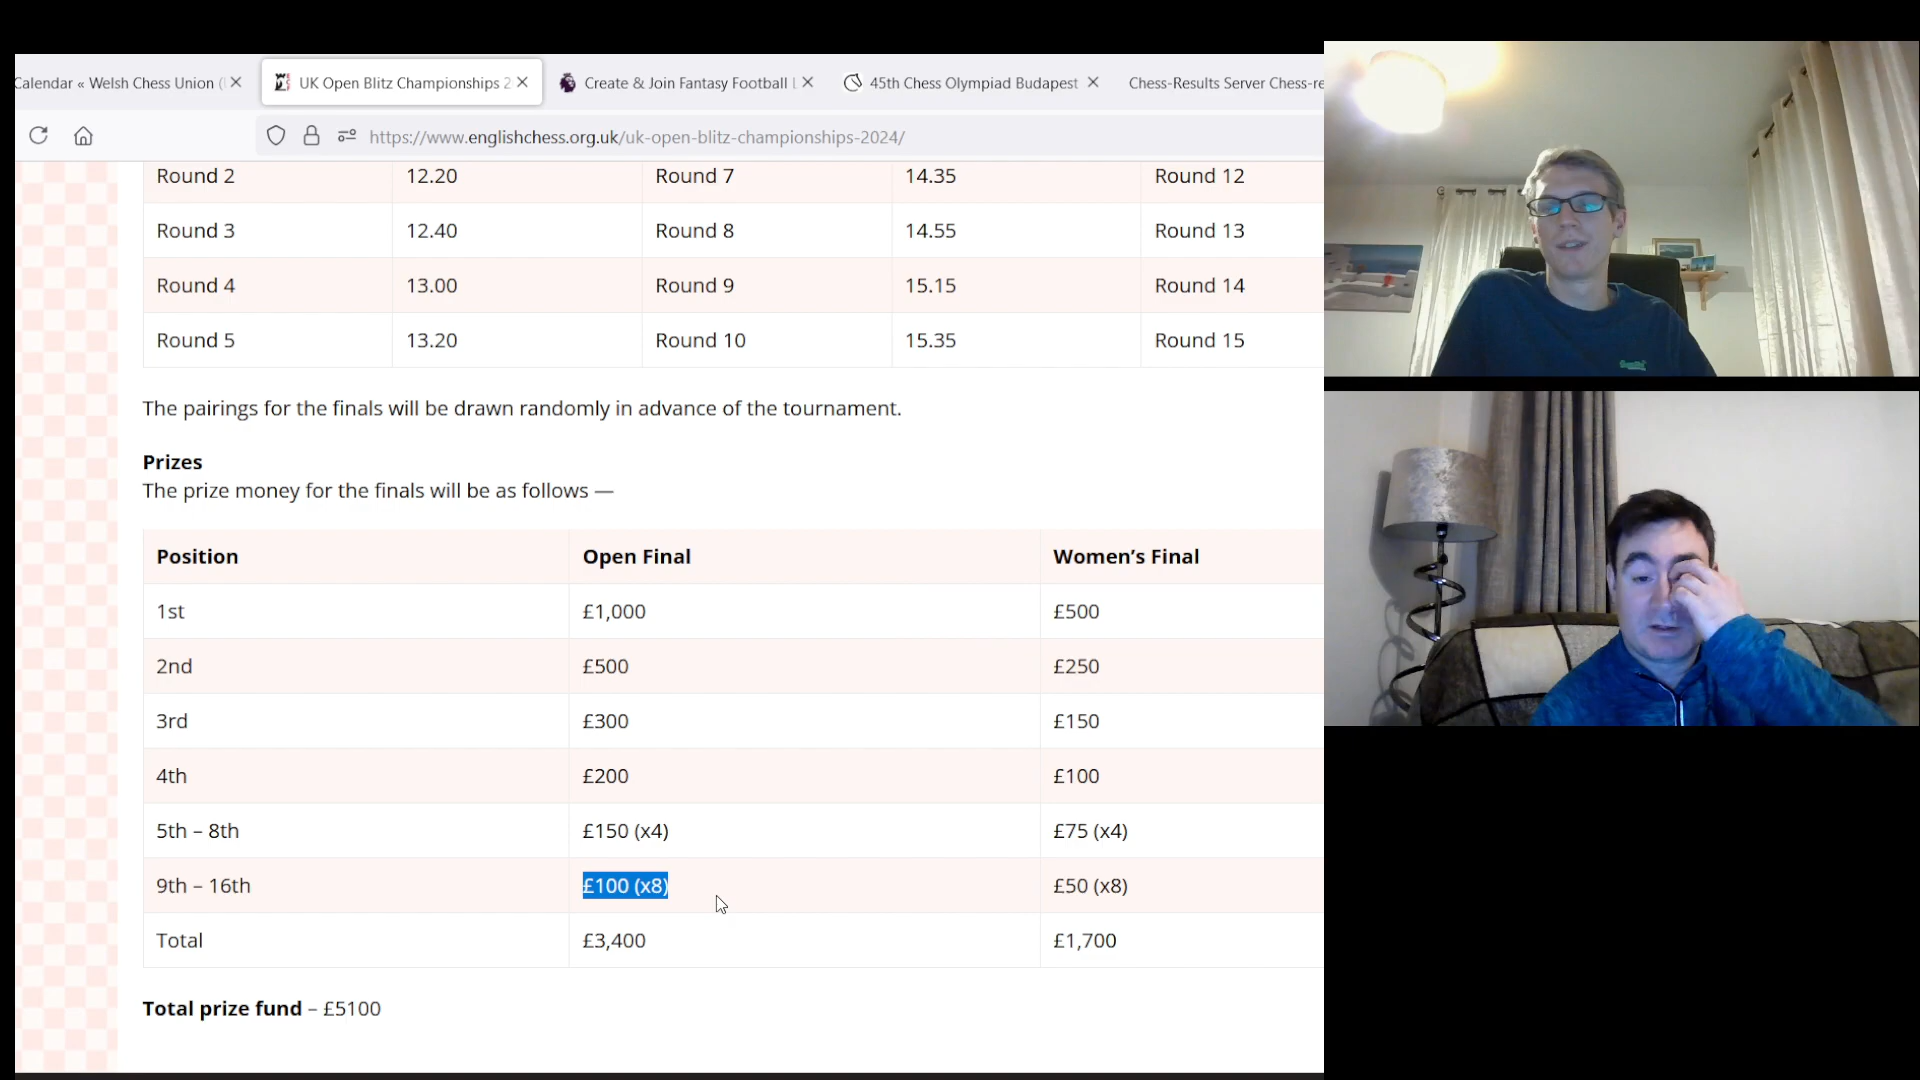 Calendar « Welsh Chess Union (
UK Open Blitz Championships 2
Create & Join Fantasy Football L
45th Chess Olympiad Budapest
Chess-Results Server Chess-re
https://www.englishchess.org.uk/uk-open-blitz-championships-2024/
Round 2 12.20 Round 7 14.35 Round 12
Round 3 12.40 Round 8 14.55 Round 13
Round 4 13.00 Round 9 15.15 Round 14
Round 5 13.20 Round 10 15.35 Round 15
The pairings for the finals will be drawn randomly in advance of the tournament.
Prizes
The prize money for the finals will be as follows —
Position Open Final Women’s Final
1st £1,000 £500
2nd £500 £250
3rd £300 £150
4th £200 £100
5th – 8th £150 (x4) £75 (x4)
9th – 16th £100 (x8) £50 (x8)
Total £3,400 £1,700
Total prize fund – £5100